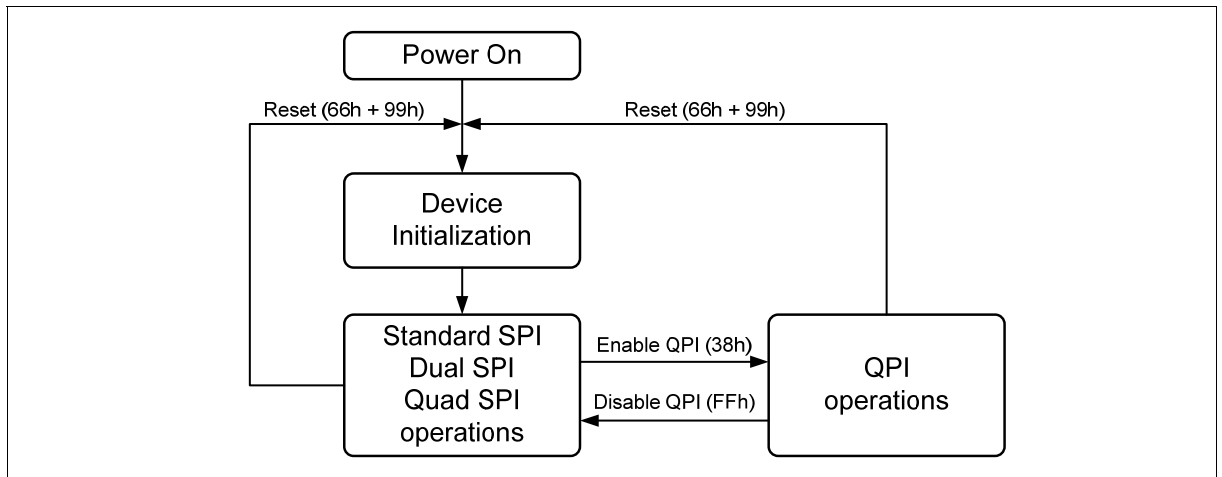 Power On
Reset (66h + 99h)
Reset (66h + 99h)
Device
Initialization
Standard SPI
Dual SPI
Quad SPI
operations
Enable QPI (38h)
Disable QPI (FFh)
QPI
operations